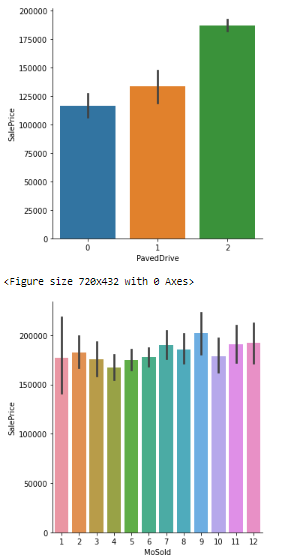 200000
175000
150000
125000
100000
75000
50000
25000
0
SalePrice
0 1 2
PavedDrive
<Figure size 720x432 with 0 Axes>
200000
150000
100000
50000
0
SalePrice
1 2 3 4 5 6 7 8 9 10 11 12
MoSold